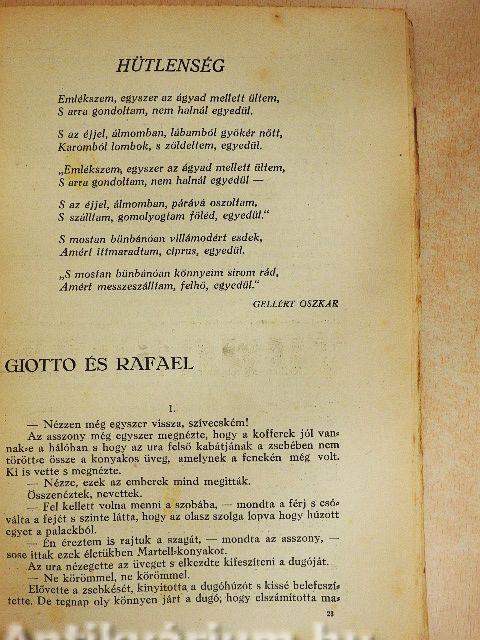 HÜTLENSÉG
Emlékszem, egyszer az ágyad mellett ültem,
S arra gondoltam, nem halnál egyedül.
S az éjjel, álmomban, lábamból gyökér nőtt,
Karomból lombok, s zöldeltem, egyedül.
„Emlékszem, egyszer az ágyad mellett ültem,
S arra gondoltam, nem halnál egyedül —
S az éjjel, álmomban, párává oszoltam,
S szálltam, gomolyogtam föléd, egyedül.“
S mostan bűnbánóan villámodért esdek,
Amért ittmaradtam, ciprus, egyedül.
„S mostan bűnbánóan könnyeim sirom rád,
Amért messzeszálltam, felhő, egyedül.“
GELLÉRT OSZKÁR
GIOTTO ÉS RAFAEL
I.
— Nézzen még egyszer vissza, szívecském!
Az asszony még egyszer megnézte, hogy a kofferek jól van-
nak-e a hálóban s hogy az ura felső kabátjának a zsebében nem
törött-e össze a konyakos üveg, amelynek a fenekén még volt.
Ki is vette s megnézte.
— Nézze, ezek az emberek mind megitták.
Összenéztek, nevettek.
— Fel kellett volna menni a szobába, — mondta a férj s csó-
válta a fejét s szinte látta, hogy az olasz szolga lopva hogy húzott
egyet a palackból.
— Én éreztem is rajtuk a szagát, — mondta az asszony, —
sose ittak ezek életükben Martell-konyakot.
Az ura nézegette az üveget s elkezdte kifeszíteni a dugóját.
— Ne körömmel, ne körömmel.
Elővette a zsebkését, kinyitotta a dugóhúzót s kissé belefeszí-
tette. De tegnap oly könnyen járt a dugó; hogy elszámította ma-
23